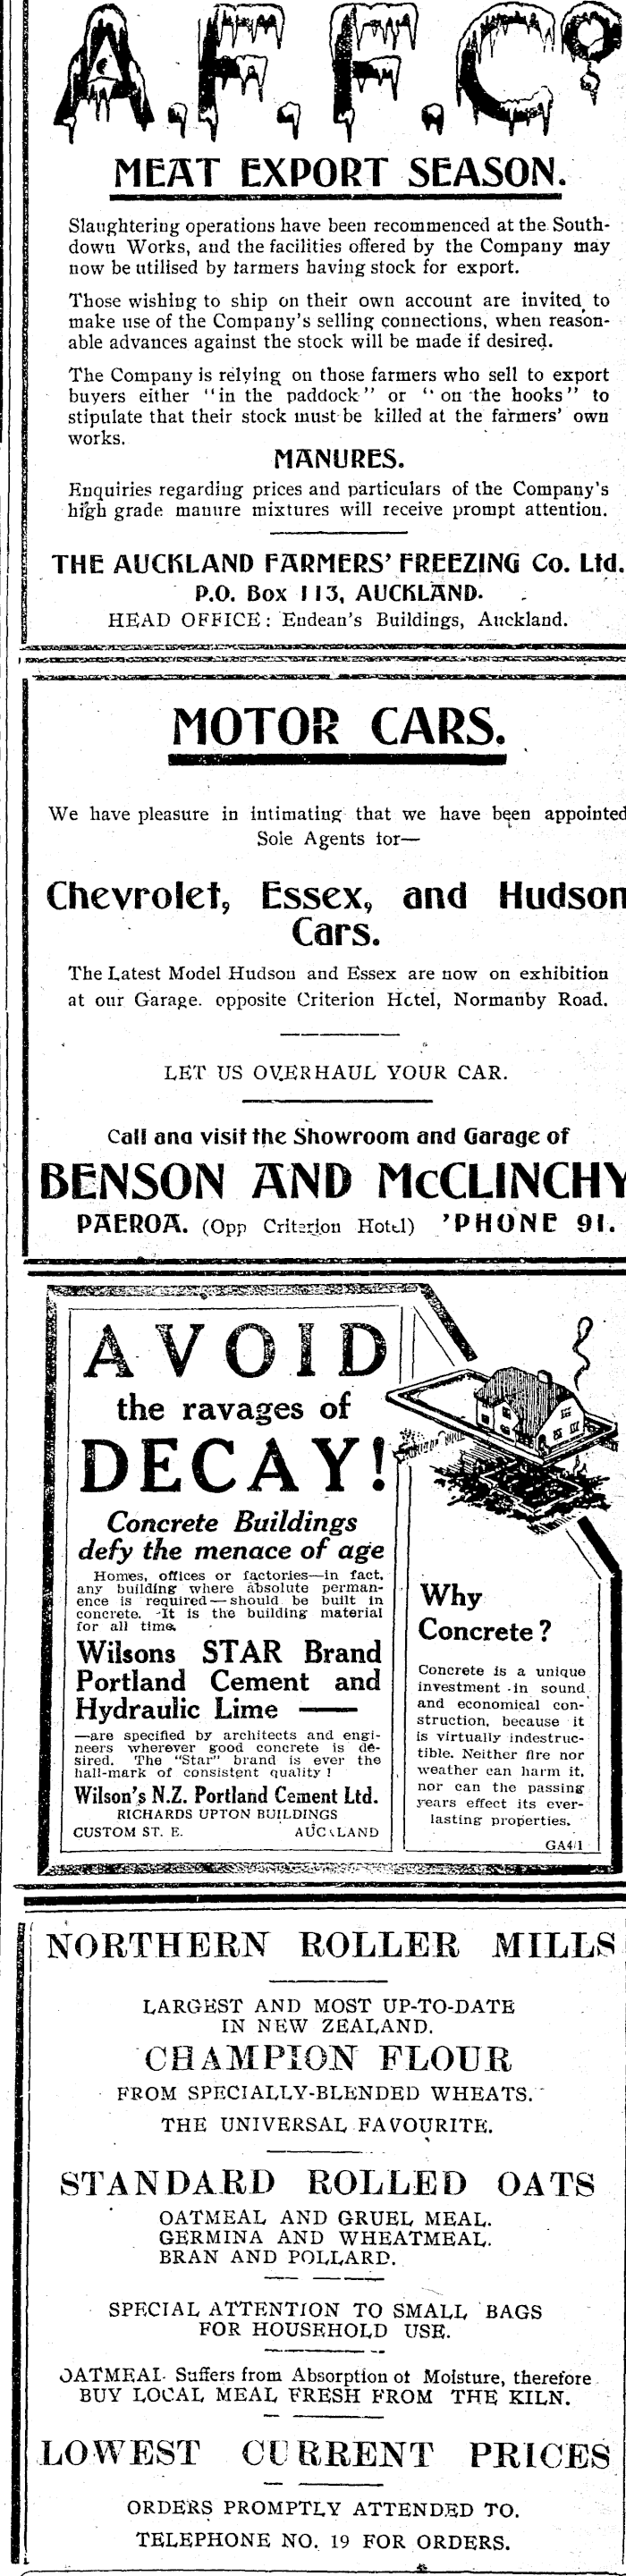 A.F.F.Co
MEAT EXPORT SEASON.
Slaughtering operations have been recommenced at the South-
down Works, and the facilities offered by the Company may
now be utilised by farmers having stock for export.
Those wishing to ship on their own account are invited to
make use of the Company's selling connections, when reason-
able advances against the stock will be made if desired.
The Company is relying on those farmers who sell to export
buyers either "in the paddock" or "on the hooks" to
stipulate that their stock must be killed at the farmers' own
works.
MANURES.
Enquiries regarding prices and particulars of the Company's
high grade manure mixtures will receive prompt attention.
THE AUCKLAND FARMERS' FREEZING Co. Ltd.
P.O. Box 113, AUCKLAND.
HEAD OFFICE: Endean's Buildings, Auckland.
MOTOR CARS.
We have pleasure in intimating that we have been appointed
Sole Agents for—
Chevrolet, Essex, and Hudson
Cars.
The Latest Model Hudson and Essex are now on exhibition
at our Garage. opposite Criterion Hotel, Normanby Road.
LET US OVERHAUL YOUR CAR.
Call and visit the Showroom and Garage of
BENSON AND McCLINCHY
PAEROA. (Opp Criterion Hotel) 'PHONE 91.
AVOID
the ravages of
DECAY!
Concrete Buildings
defy the menace of age
Homes, offices or factories—in fact,
any building where absolute perman-
ence is required—should be built in
concrete. It is the building material
for all time.
Wilsons STAR Brand
Portland Cement and
Hydraulic Lime —
—are specified by architects and engi-
neers wherever good concrete is de-
sired. The "Star" brand is ever the
hall-mark of consistent quality!
Wilson's N.Z. Portland Cement Ltd.
RICHARDS UPTON BUILDINGS
CUSTOM ST. E. AUCKLAND
Why
Concrete?
Concrete is a unique
investment in sound
and economical con-
struction, because it
is virtually indestruc-
tible. Neither fire nor
weather can harm it,
nor can the passing
years effect its ever-
lasting properties.
GA4/1
NORTHERN ROLLER MILLS
LARGEST AND MOST UP-TO-DATE
IN NEW ZEALAND.
CHAMPION FLOUR
FROM SPECIALLY-BLENDED WHEATS.
THE UNIVERSAL FAVOURITE.
STANDARD ROLLED OATS
OATMEAL AND GRUEL MEAL.
GERMINA AND WHEATMEAL.
BRAN AND POLLARD.
SPECIAL ATTENTION TO SMALL BAGS
FOR HOUSEHOLD USE.
OATMEAL Suffers from Absorption of Moisture, therefore
BUY LOCAL MEAL FRESH FROM THE KILN.
LOWEST CURRENT PRICES
ORDERS PROMPTLY ATTENDED TO.
TELEPHONE NO. 19 FOR ORDERS.